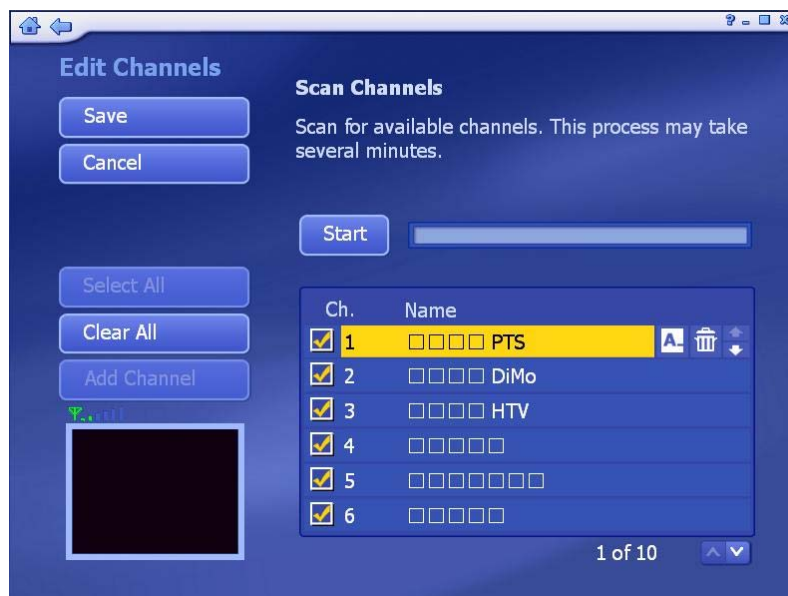 Edit Channels
Save
Cancel
Scan Channels
Scan for available channels. This process may take
several minutes.
Start
Select All
Clear All
Add Channel
Ch. Name
1 □□□□ PTS
2 □□□□ DiMo
3 □□□□ HTV
4 □□□□□
5 □□□□□□□
6 □□□□□
1 of 10